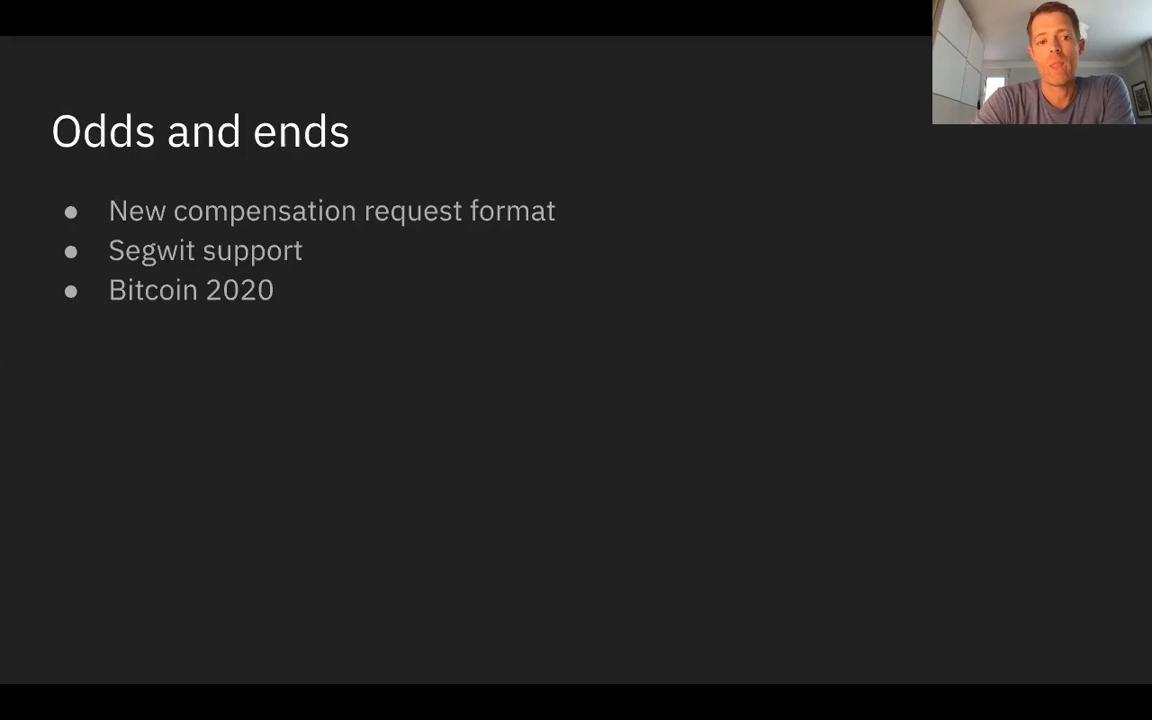 Odds and ends
● New compensation request format
● Segwit support
● Bitcoin 2020